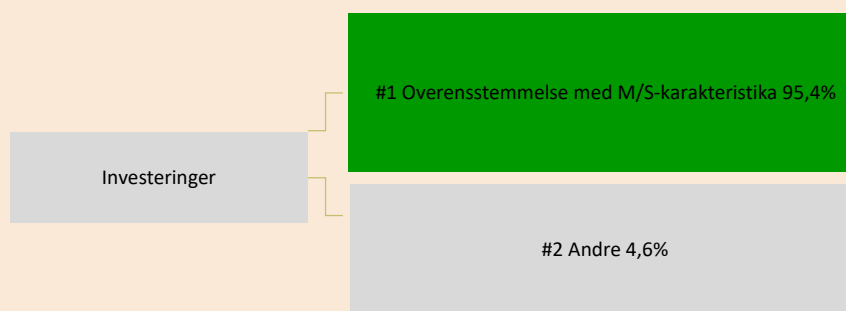 #1 Overensstemmelse med M/S-karakteristika 95,4%
Investeringer
#2 Andre 4,6%